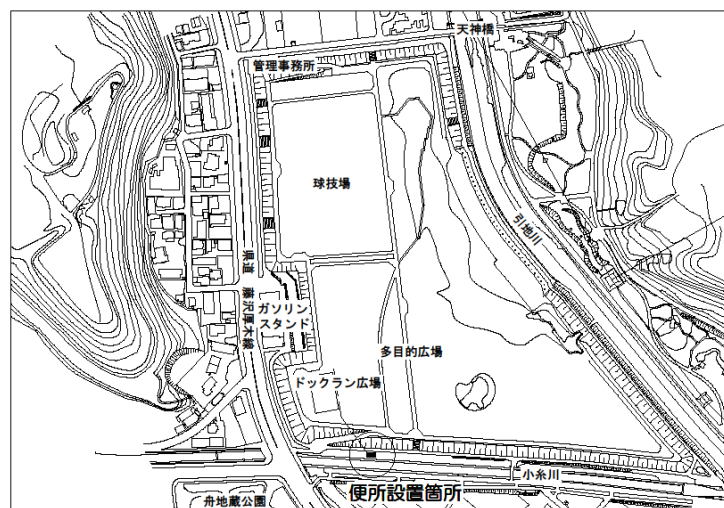 天神橋
管理事務所
球技場
引地川
県道 藤沢厚木線
ガソリン
スタンド
多目的広場
ドックラン広場
小糸川
便所設置箇所
舟地蔵公園